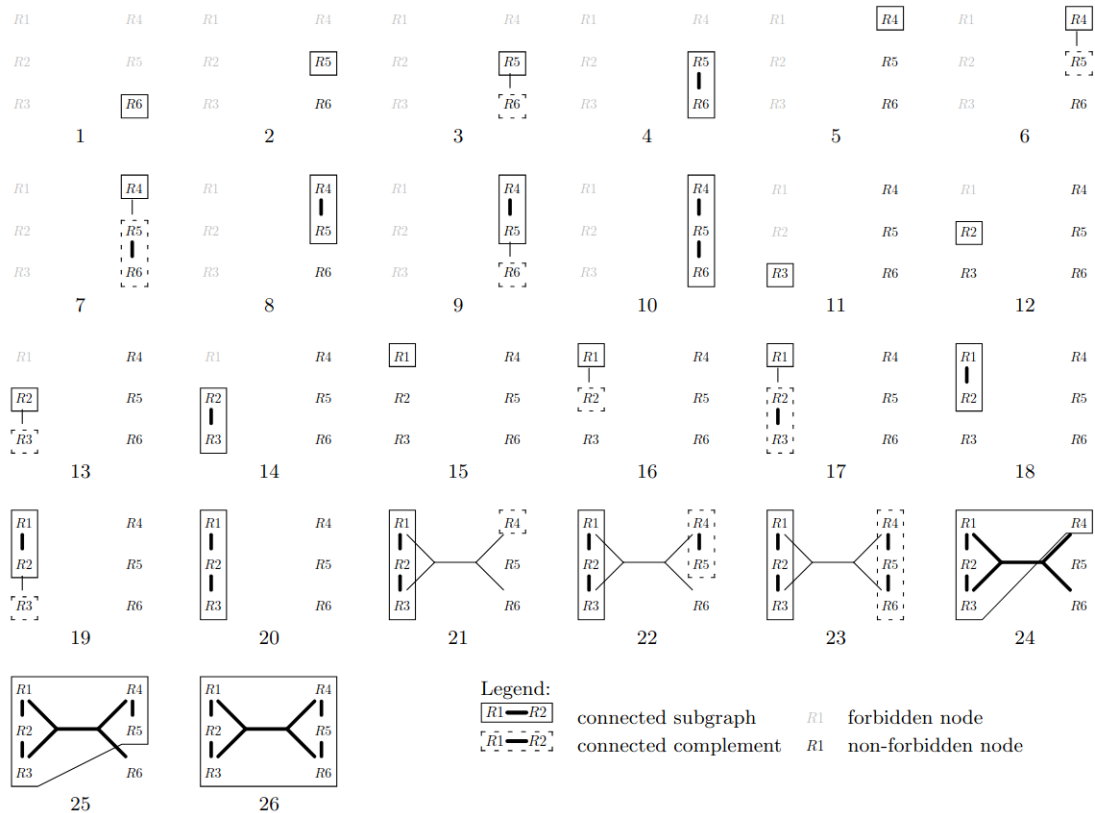 R1 R4 R1 R4 R1 R4 R1 R4 R1 R4 R1 R4
R2 R5 R2 R5 R2 R5 R2 R5 R2 R5 R2 R5
R3 R6 R3 R6 R3 R6 R3 R6 R3 R6 R3 R6
1 2 3 4 5 6
R1 R4 R1 R4 R1 R4 R1 R4 R1 R4 R1 R4
R2 R5 R2 R5 R2 R5 R2 R5 R2 R5 R2 R5
R3 R6 R3 R6 R3 R6 R3 R6 R3 R6 R3 R6
7 8 9 10 11 12
R1 R4 R1 R4 R1 R4 R1 R4 R1 R4 R1 R4
R2 R5 R2 R5 R2 R5 R2 R5 R2 R5 R2 R5
R3 R6 R3 R6 R3 R6 R3 R6 R3 R6 R3 R6
13 14 15 16 17 18
R1 R4 R1 R4 R1 R4 R1 R4 R1 R4 R1 R4
R2 R5 R2 R5 R2 R5 R2 R5 R2 R5 R2 R5
R3 R6 R3 R6 R3 R6 R3 R6 R3 R6 R3 R6
19 20 21 22 23 24
R1 R4 R1 R4
R2 R5 R2 R5
R3 R6 R3 R6
25 26
Legend:
R1 R2 connected subgraph R1 forbidden node
R1 R2 connected complement R1 non-forbidden node